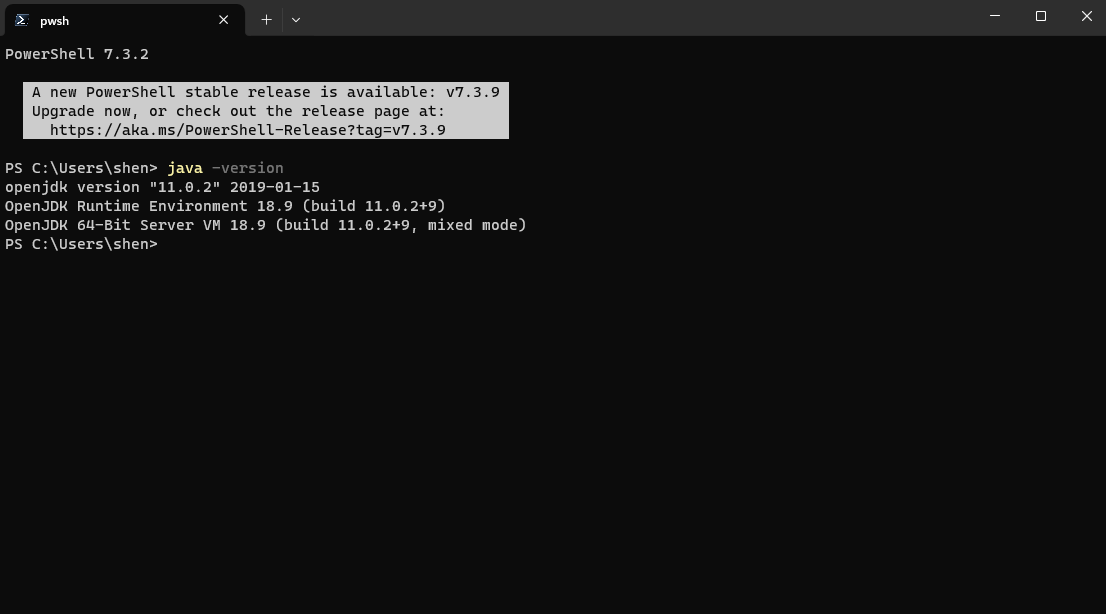 pwsh
PowerShell 7.3.2
A new PowerShell stable release is available: v7.3.9
Upgrade now, or check out the release page at:
https://aka.ms/PowerShell-Release?tag=v7.3.9
PS C:\Users\shen> java -version
openjdk version "11.0.2" 2019-01-15
OpenJDK Runtime Environment 18.9 (build 11.0.2+9)
OpenJDK 64-Bit Server VM 18.9 (build 11.0.2+9, mixed mode)
PS C:\Users\shen>